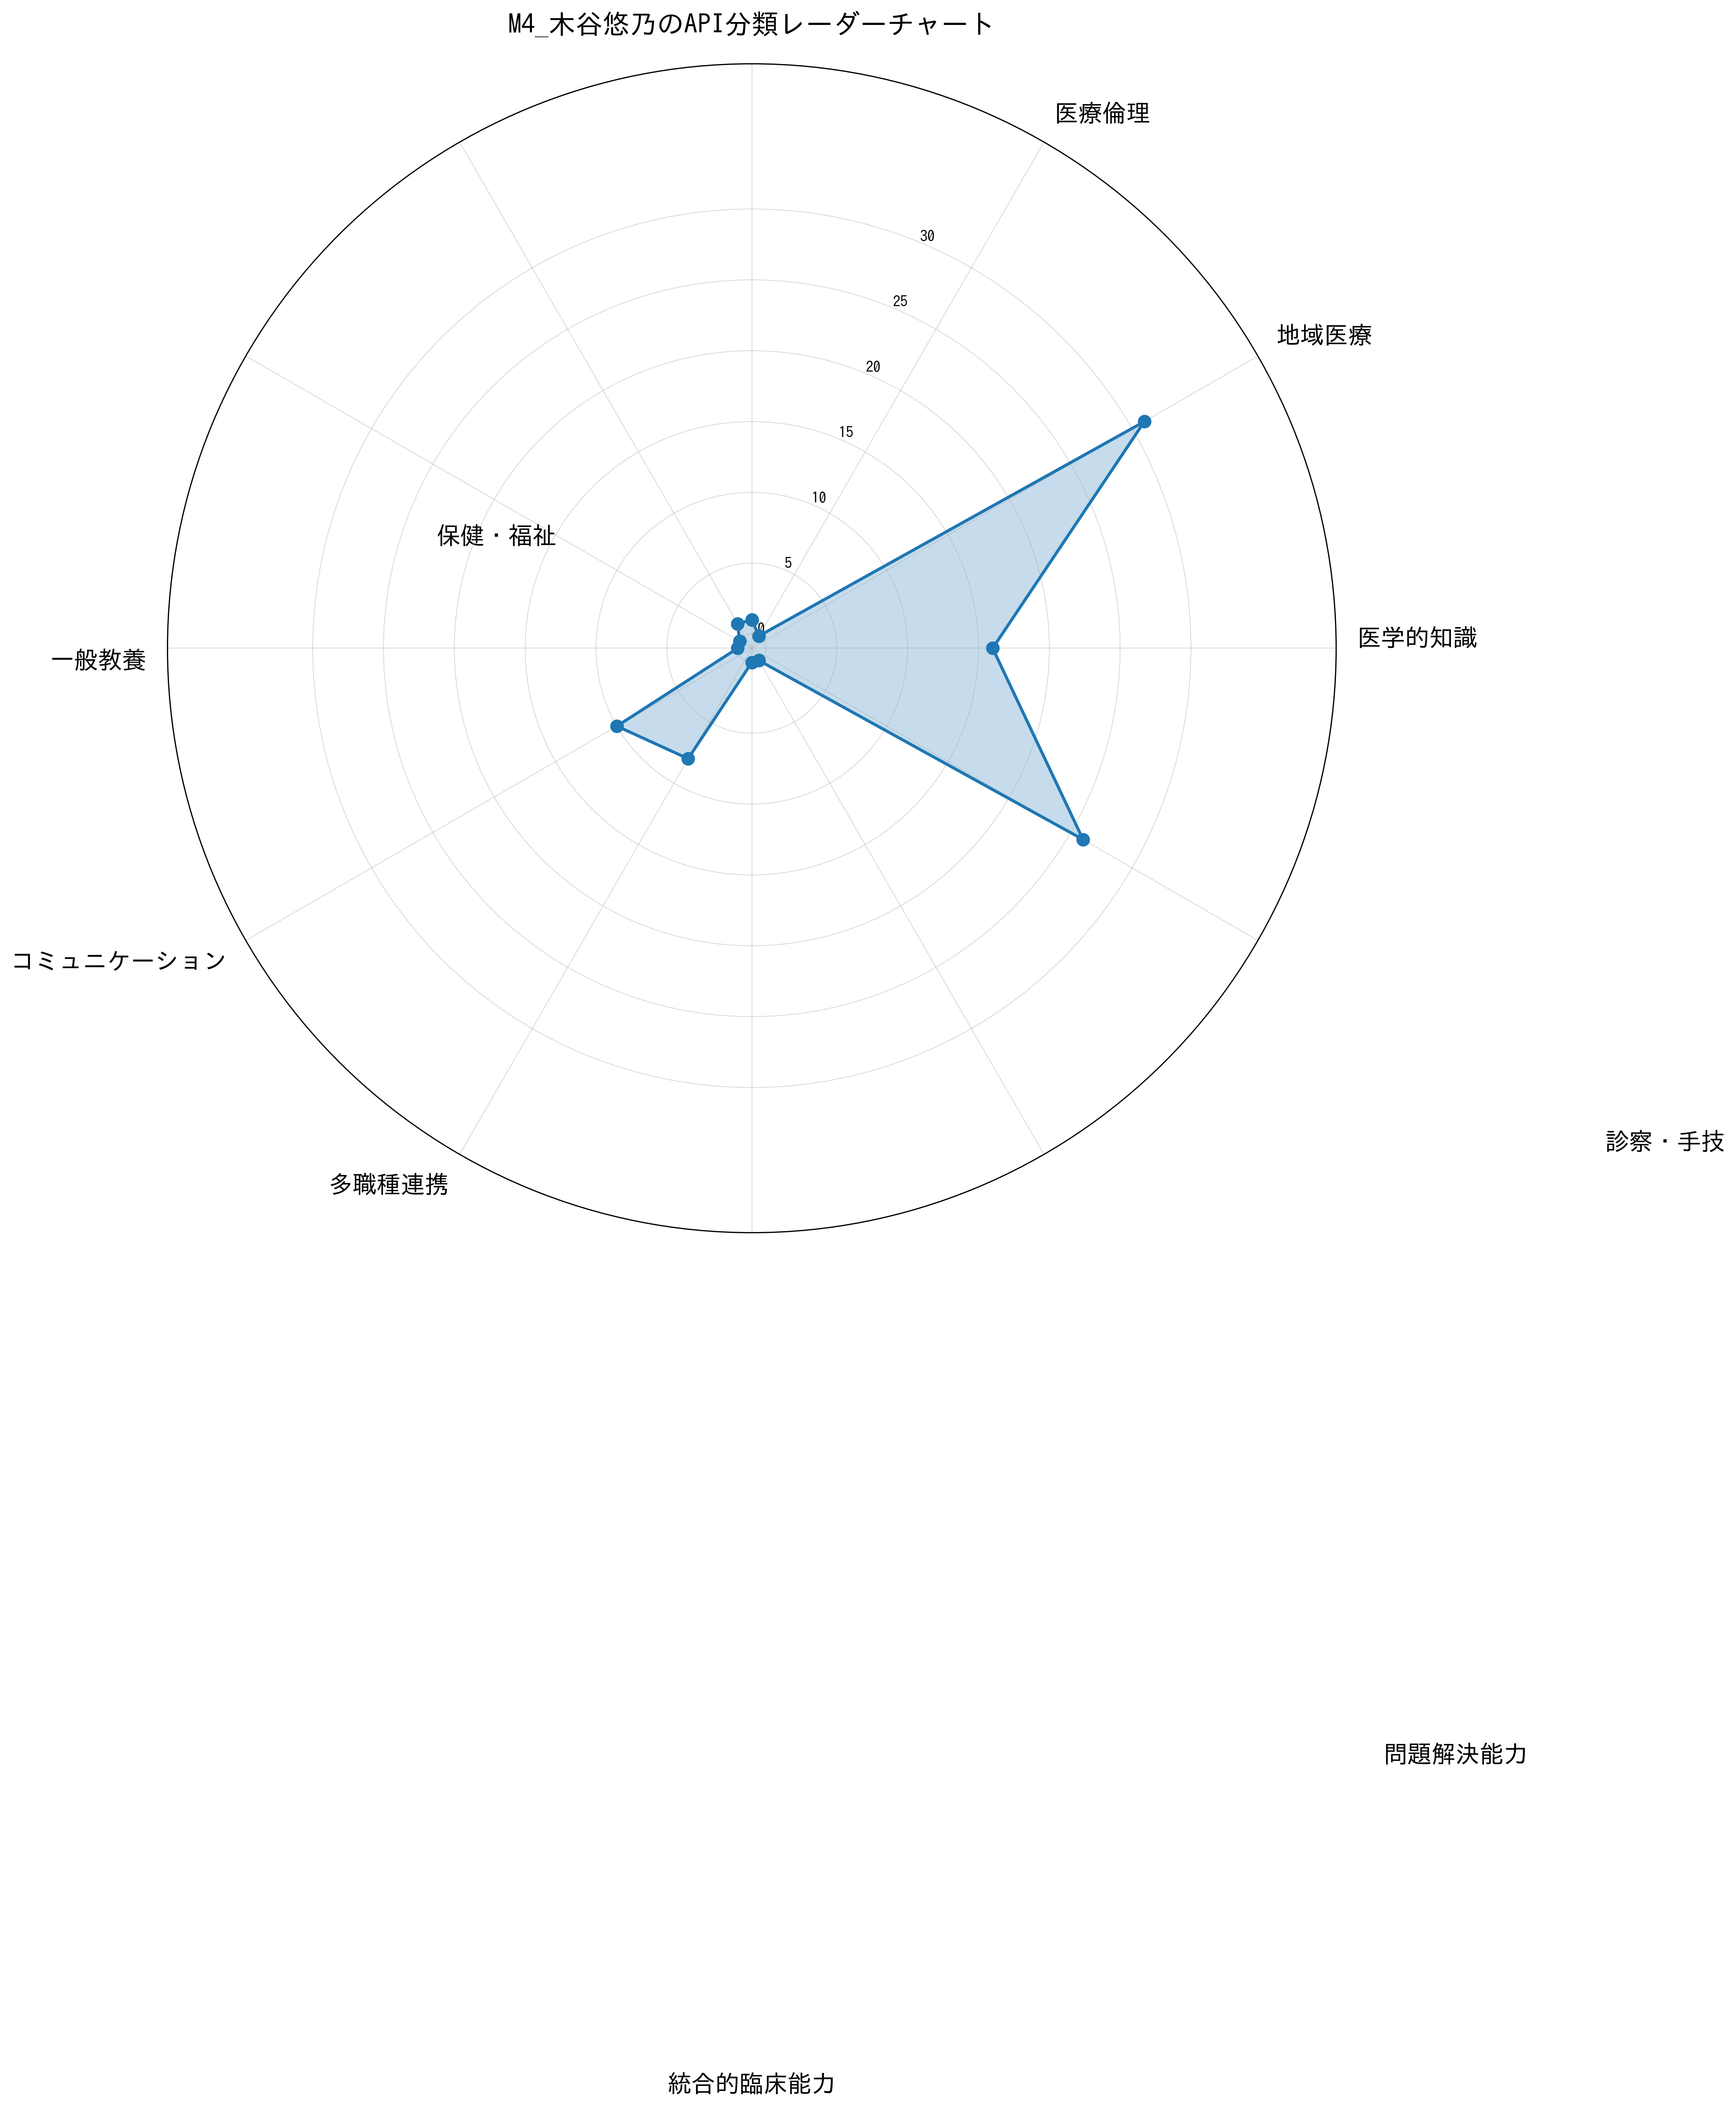 M4_木谷悠乃のAPI分類レーダーチャート
医療倫理
30
25
地域医療
20
15
10
保健・福祉
5
0
医学的知識
一般教養
コミュニケーション
診察・手技
多職種連携
問題解決能力
統合的臨床能力